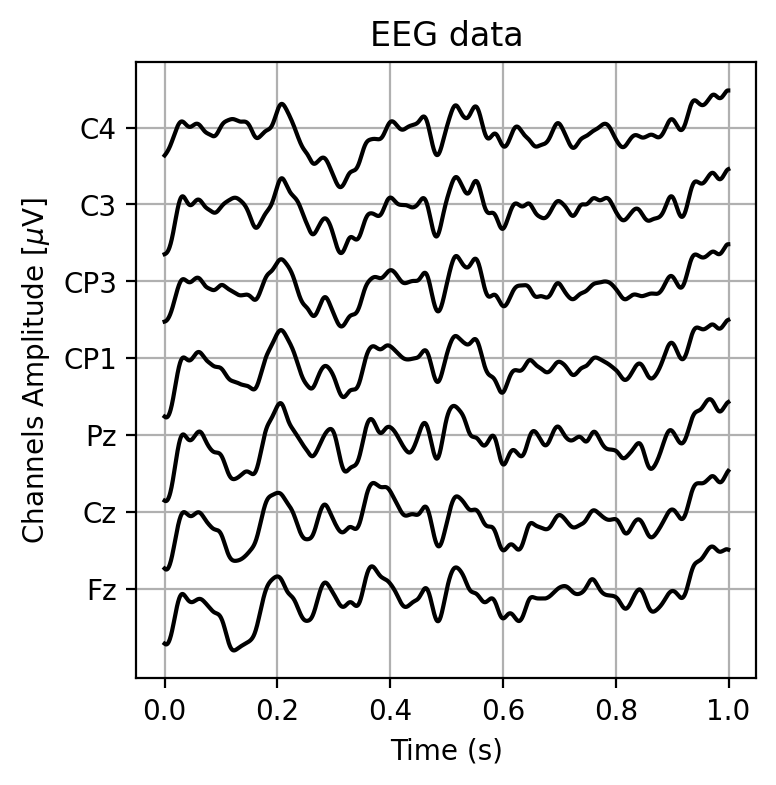 EEG data
Channels Amplitude [μV]
C4
C3
CP3
CP1
Pz
Cz
Fz
0.0 0.2 0.4 0.6 0.8 1.0
Time (s)